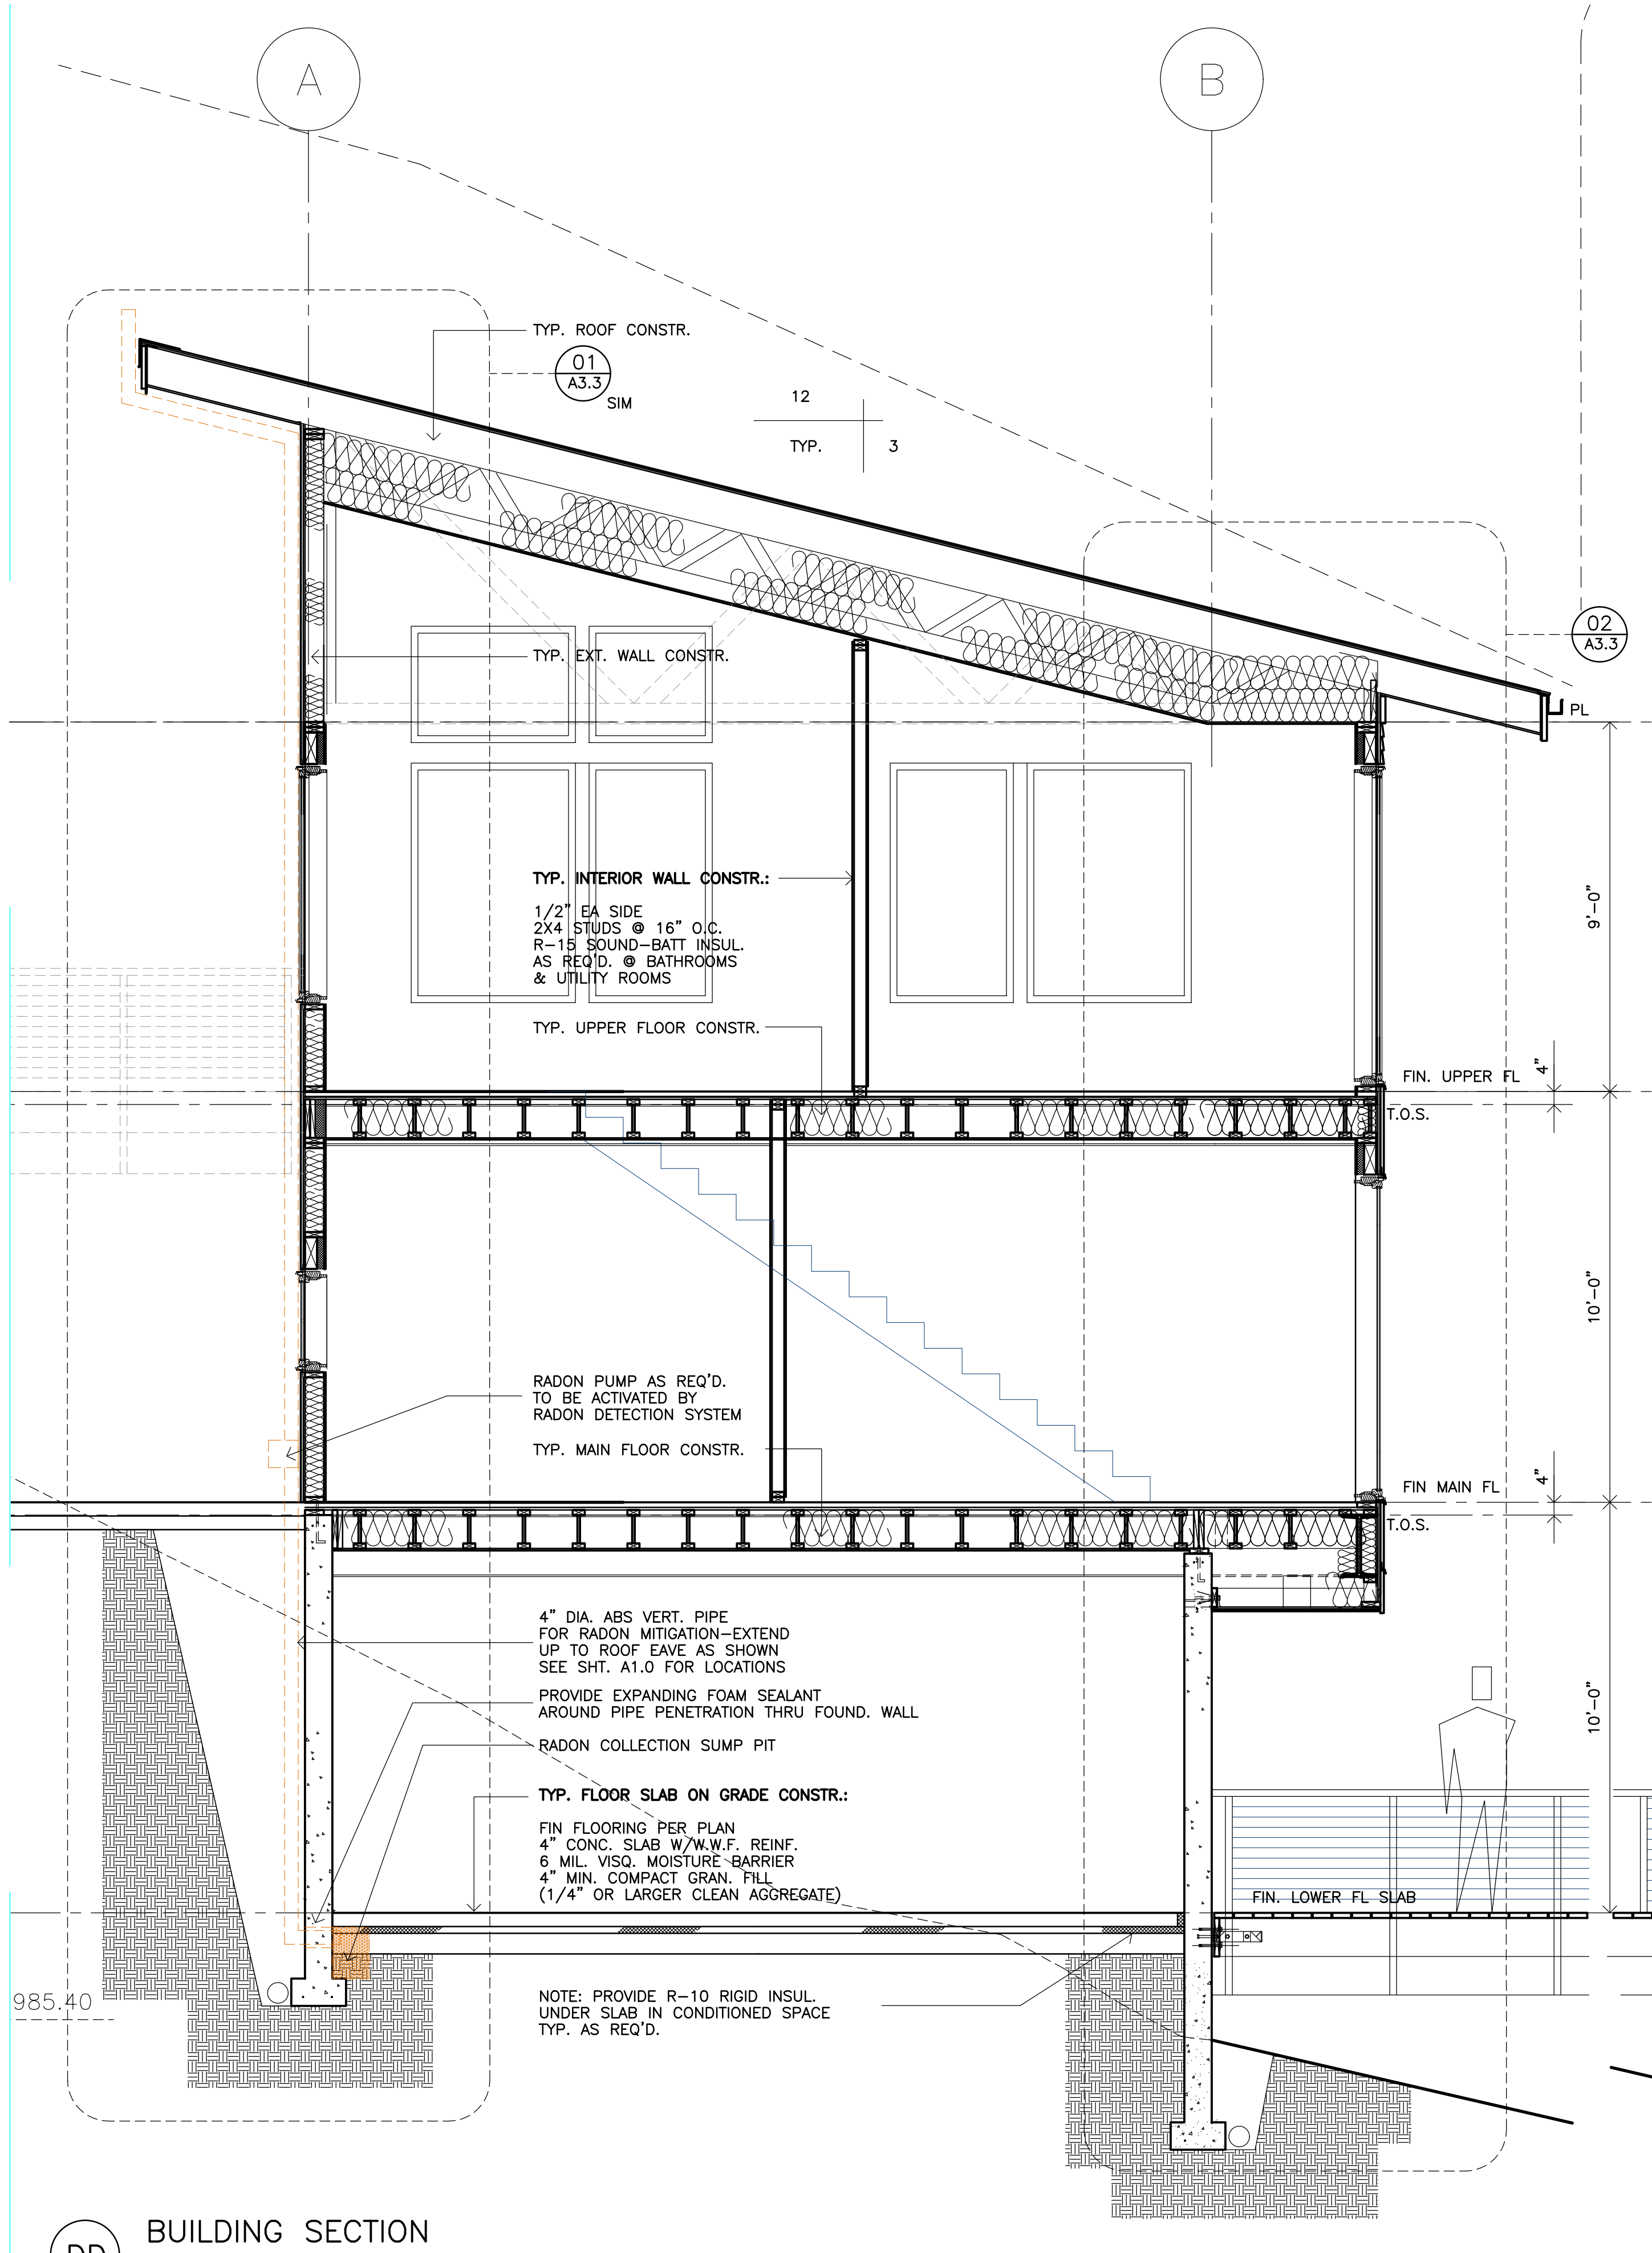 A
B
TYP. ROOF CONSTR.
01
A3.3
SIM
12
TYP.
3
02
A3.3
TYP. EXT. WALL CONSTR.
PL
TYP. INTERIOR WALL CONSTR.:
1/2" EA SIDE
2X4 STUDS @ 16" O.C.
R-15 SOUND-BATT INSUL.
AS REQ'D. @ BATHROOMS
& UTILITY ROOMS
9'-0"
TYP. UPPER FLOOR CONSTR.
FIN. UPPER FL
4"
T.O.S.
10'-0"
RADON PUMP AS REQ'D.
TO BE ACTIVATED BY
RADON DETECTION SYSTEM
TYP. MAIN FLOOR CONSTR.
FIN MAIN FL
4"
T.O.S.
4" DIA. ABS VERT. PIPE
FOR RADON MITIGATION-EXTEND
UP TO ROOF EAVE AS SHOWN
SEE SHT. A1.0 FOR LOCATIONS
PROVIDE EXPANDING FOAM SEALANT
AROUND PIPE PENETRATION THRU FOUND. WALL
RADON COLLECTION SUMP PIT
10'-0"
TYP. FLOOR SLAB ON GRADE CONSTR.:
FIN FLOORING PER PLAN
4" CONC. SLAB W/W.W.F. REINF.
6 MIL. VISQ. MOISTURE BARRIER
4" MIN. COMPACT GRAN. FILL
(1/4" OR LARGER CLEAN AGGREGATE)
FIN. LOWER FL SLAB
985.40
NOTE: PROVIDE R-10 RIGID INSUL.
UNDER SLAB IN CONDITIONED SPACE
TYP. AS REQ'D.
BUILDING SECTION